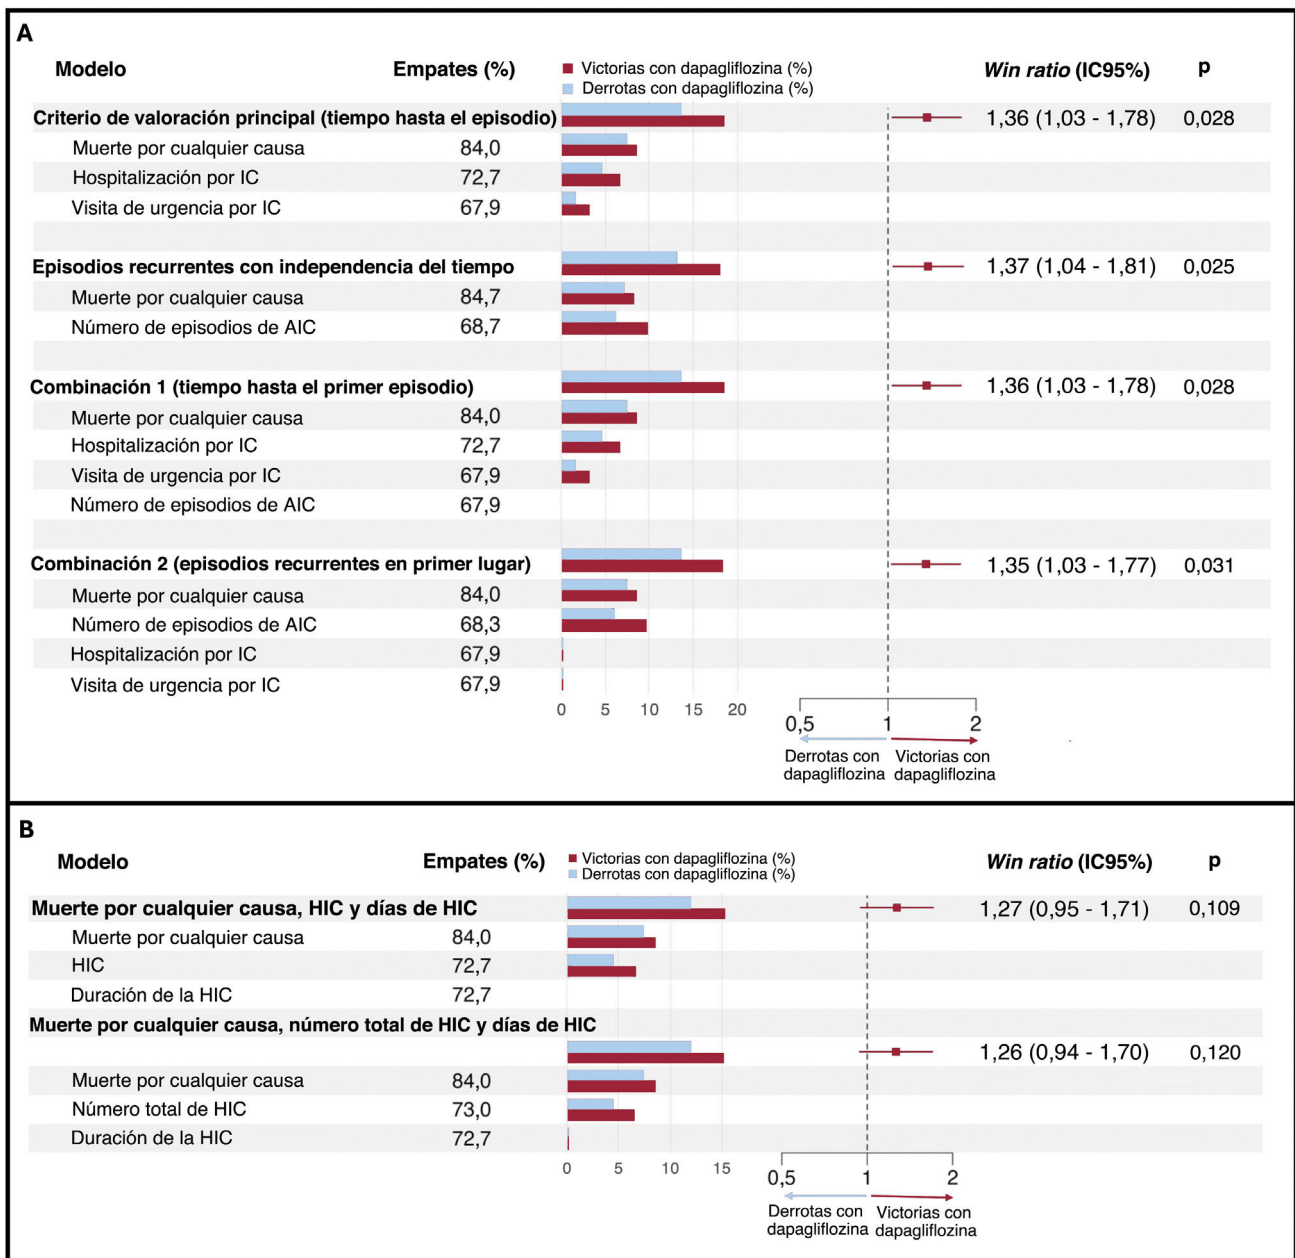 A
Modelo Empates (%) Victorias con dapagliflozina (%) Win ratio (IC95%) p
Derrotas con dapagliflozina (%)
Criterio de valoración principal (tiempo hasta el episodio) 1,36 (1,03 - 1,78) 0,028
Muerte por cualquier causa 84,0
Hospitalización por IC 72,7
Visita de urgencia por IC 67,9
Episodios recurrentes con independencia del tiempo 1,37 (1,04 - 1,81) 0,025
Muerte por cualquier causa 84,7
Número de episodios de AIC 68,7
Combinación 1 (tiempo hasta el primer episodio) 1,36 (1,03 - 1,78) 0,028
Muerte por cualquier causa 84,0
Hospitalización por IC 72,7
Visita de urgencia por IC 67,9
Número de episodios de AIC 67,9
Combinación 2 (episodios recurrentes en primer lugar) 1,35 (1,03 - 1,77) 0,031
Muerte por cualquier causa 84,0
Número de episodios de AIC 68,3
Hospitalización por IC 67,9
Visita de urgencia por IC 67,9
0 5 10 15 20 0,5 1 2
Derrotas con Victorias con
dapagliflozina dapagliflozina
B
Modelo Empates (%) Victorias con dapagliflozina (%) Win ratio (IC95%) p
Derrotas con dapagliflozina (%)
Muerte por cualquier causa, HIC y días de HIC 1,27 (0,95 - 1,71) 0,109
Muerte por cualquier causa 84,0
HIC 72,7
Duración de la HIC 72,7
Muerte por cualquier causa, número total de HIC y días de HIC
1,26 (0,94 - 1,70) 0,120
Muerte por cualquier causa 84,0
Número total de HIC 73,0
Duración de la HIC 72,7
0 5 10 15 0,5 1 2
Derrotas con Victorias con
dapagliflozina dapagliflozina